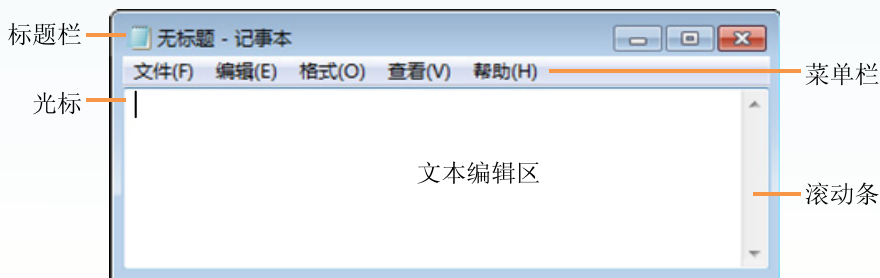 标题栏
无标题 - 记事本
文件(F) 编辑(E) 格式(O) 查看(V) 帮助(H)
菜单栏
光标
文本编辑区
滚动条